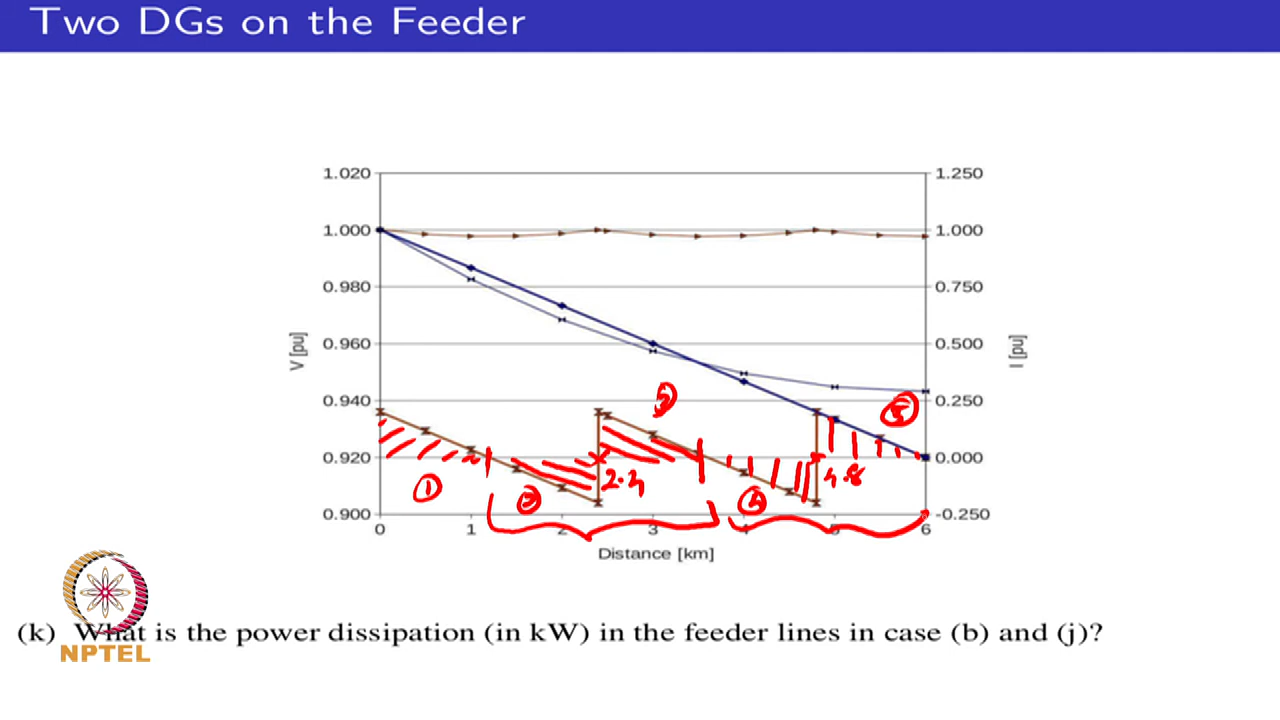 Two DGs on the Feeder
1.020
1.250
1.000
1.000
0.980
0.750
0.960
0.500
0.940
0.250
0.920
0.000
0.900
-0.250
V [pu]
I [pu]
① ② 2.4 ③ ④ 4.8 ⑤
0 1 2 3 4 5 6
Distance [km]
(k) What is the power dissipation (in kW) in the feeder lines in case (b) and (j)?
NPTEL